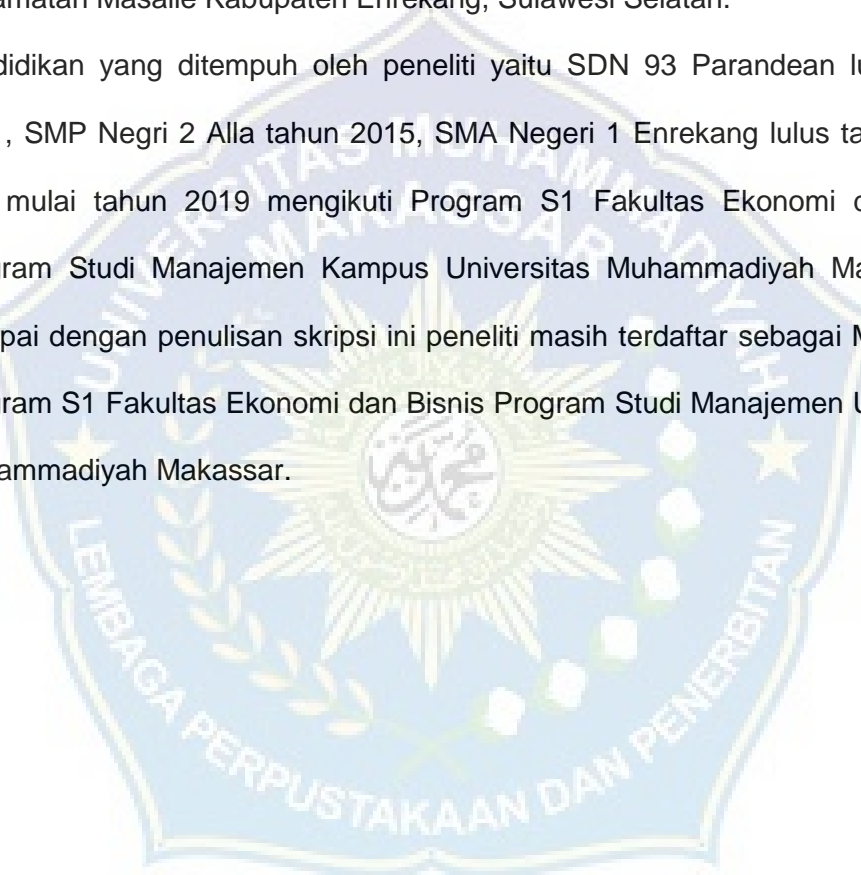 amatan Masalle Kabupaten Enrekang, Sulawesi Selatan.
didikan yang ditempuh oleh peneliti yaitu SDN 93 Parandean lu
, SMP Negri 2 Alla tahun 2015, SMA Negeri 1 Enrekang lulus ta
mulai tahun 2019 mengikuti Program S1 Fakultas Ekonomi d
gram Studi Manajemen Kampus Universitas Muhammadiyah Ma
pai dengan penulisan skripsi ini peneliti masih terdaftar sebagai M
gram S1 Fakultas Ekonomi dan Bisnis Program Studi Manajemen U
ammadiyah Makassar.
UNIVERSITAS MUHAMMADIYAH
MAKASSAR
LEMBAGA PERPUSTAKAAN DAN PENERBITAN